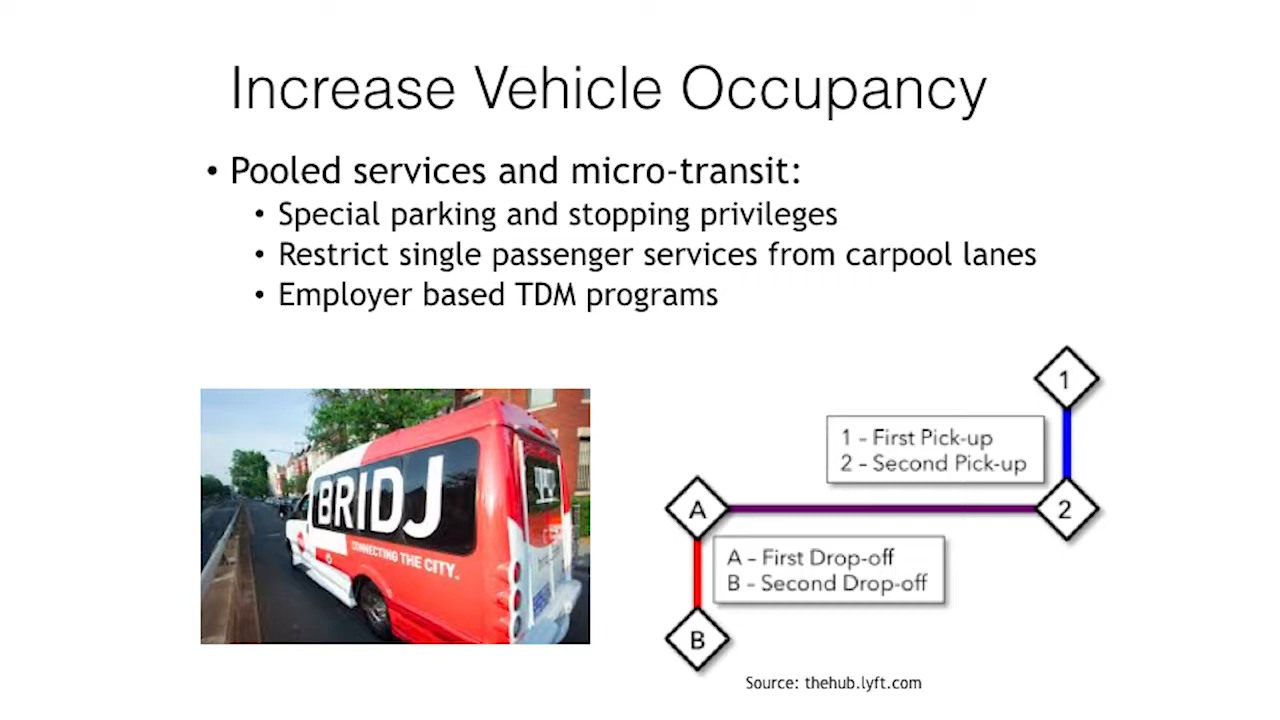 Increase Vehicle Occupancy
• Pooled services and micro-transit:
• Special parking and stopping privileges
• Restrict single passenger services from carpool lanes
• Employer based TDM programs
BRIDJ
CONNECTING THE CITY.
1
1 - First Pick-up
2 - Second Pick-up
A
2
A - First Drop-off
B - Second Drop-off
B
Source: thehub.lyft.com